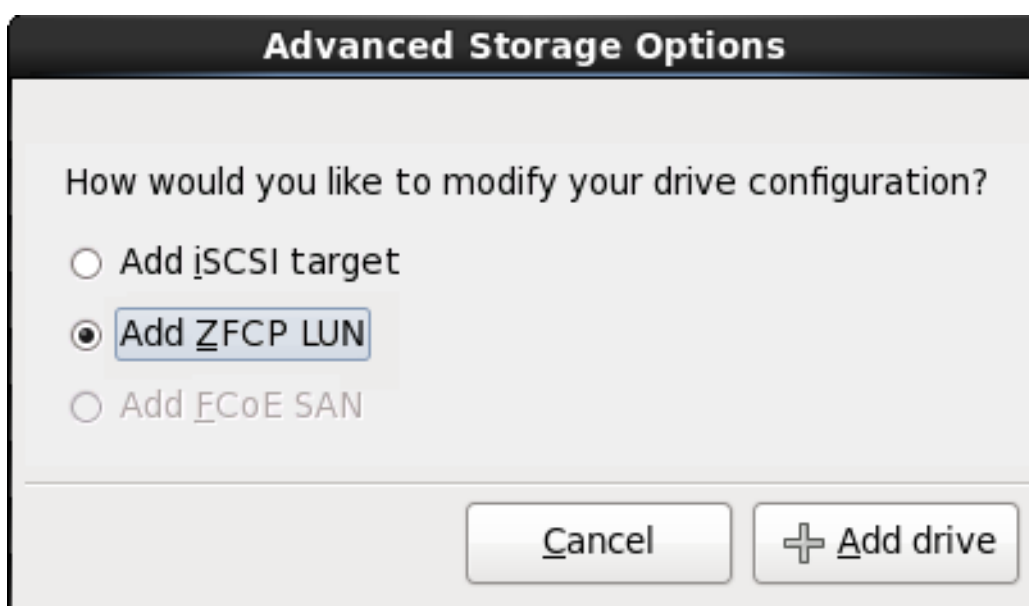 Advanced Storage Options
How would you like to modify your drive configuration?
Add iSCSI target
Add ZFCP LUN
Add FCoE SAN
Cancel
Add drive